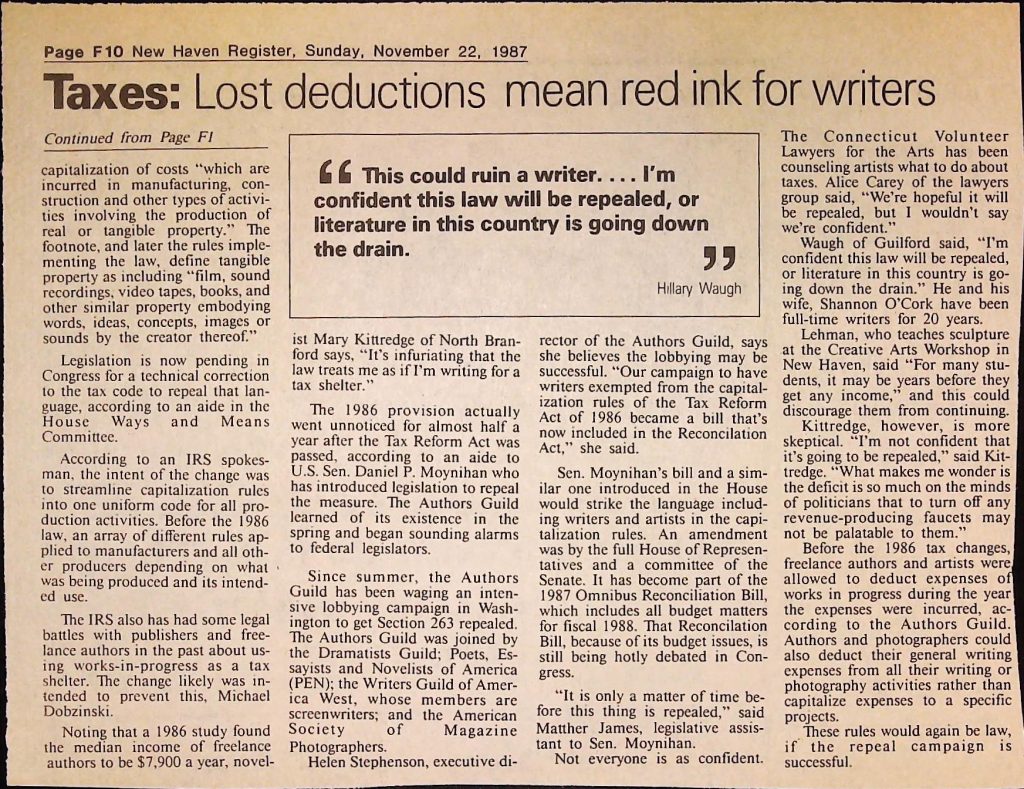 Page F10 New Haven Register, Sunday, November 22, 1987
Taxes: Lost deductions mean red ink for writers
Continued from Page F1
capitalization of costs “which are
incurred in manufacturing, con-
struction and other types of activi-
ties involving the production of
real or tangible property.” The
footnote, and later the rules imple-
menting the law, define tangible
property as including “film, sound
recordings, video tapes, books, and
other similar property embodying
words, ideas, concepts, images or
sounds by the creator thereof.”
Legislation is now pending in
Congress for a technical correction
to the tax code to repeal that lan-
guage, according to an aide in the
House Ways and Means
Committee.
According to an IRS spokes-
man, the intent of the change was
to streamline capitalization rules
into one uniform code for all pro-
duction activities. Before the 1986
law, an array of different rules ap-
plied to manufacturers and all oth-
er producers depending on what
was being produced and its intend-
ed use.
The IRS also has had some legal
battles with publishers and free-
lance authors in the past about us-
ing works-in-progress as a tax
shelter. The change likely was in-
tended to prevent this, Michael
Dobzinski.
Noting that a 1986 study found
the median income of freelance
authors to be $7,900 a year, novel-
“ This could ruin a writer. . . . I’m
confident this law will be repealed, or
literature in this country is going down
the drain. ”
Hillary Waugh
ist Mary Kittredge of North Bran-
ford says, “It’s infuriating that the
law treats me as if I’m writing for a
tax shelter.”
The 1986 provision actually
went unnoticed for almost half a
year after the Tax Reform Act was
passed, according to an aide to
U.S. Sen. Daniel P. Moynihan who
has introduced legislation to repeal
the measure. The Authors Guild
learned of its existence in the
spring and began sounding alarms
to federal legislators.
Since summer, the Authors
Guild has been waging an inten-
sive lobbying campaign in Wash-
ington to get Section 263 repealed.
The Authors Guild was joined by
the Dramatists Guild; Poets, Es-
sayists and Novelists of America
(PEN); the Writers Guild of Amer-
ica West, whose members are
screenwriters; and the American
Society of Magazine
Photographers.
Helen Stephenson, executive di-
rector of the Authors Guild, says
she believes the lobbying may be
successful. “Our campaign to have
writers exempted from the capital-
ization rules of the Tax Reform
Act of 1986 became a bill that’s
now included in the Reconciliation
Act,” she said.
Sen. Moynihan’s bill and a sim-
ilar one introduced in the House
would strike the language includ-
ing writers and artists in the capi-
talization rules. An amendment
was by the full House of Represen-
tatives and a committee of the
Senate. It has become part of the
1987 Omnibus Reconciliation Bill,
which includes all budget matters
for fiscal 1988. That Reconciliation
Bill, because of its budget issues, is
still being hotly debated in Con-
gress.
“It is only a matter of time be-
fore this thing is repealed,” said
Matther James, legislative assis-
tant to Sen. Moynihan.
Not everyone is as confident.
The Connecticut Volunteer
Lawyers for the Arts has been
counseling artists what to do about
taxes. Alice Carey of the lawyers
group said, “We’re hopeful it will
be repealed, but I wouldn’t say
we’re confident.”
Waugh of Guilford said, “I’m
confident this law will be repealed,
or literature in this country is go-
ing down the drain.” He and his
wife, Shannon O’Cork have been
full-time writers for 20 years.
Lehman, who teaches sculpture
at the Creative Arts Workshop in
New Haven, said “For many stu-
dents, it may be years before they
get any income,” and this could
discourage them from continuing.
Kittredge, however, is more
skeptical. “I’m not confident that
it’s going to be repealed,” said Kit-
tredge. “What makes me wonder is
the deficit is so much on the minds
of politicians that to turn off any
revenue-producing faucets may
not be palatable to them.”
Before the 1986 tax changes,
freelance authors and artists were
allowed to deduct expenses of
works in progress during the year
the expenses were incurred, ac-
cording to the Authors Guild.
Authors and photographers could
also deduct their general writing
expenses from all their writing or
photography activities rather than
capitalize expenses to a specific
projects.
These rules would again be law,
if the repeal campaign is
successful.